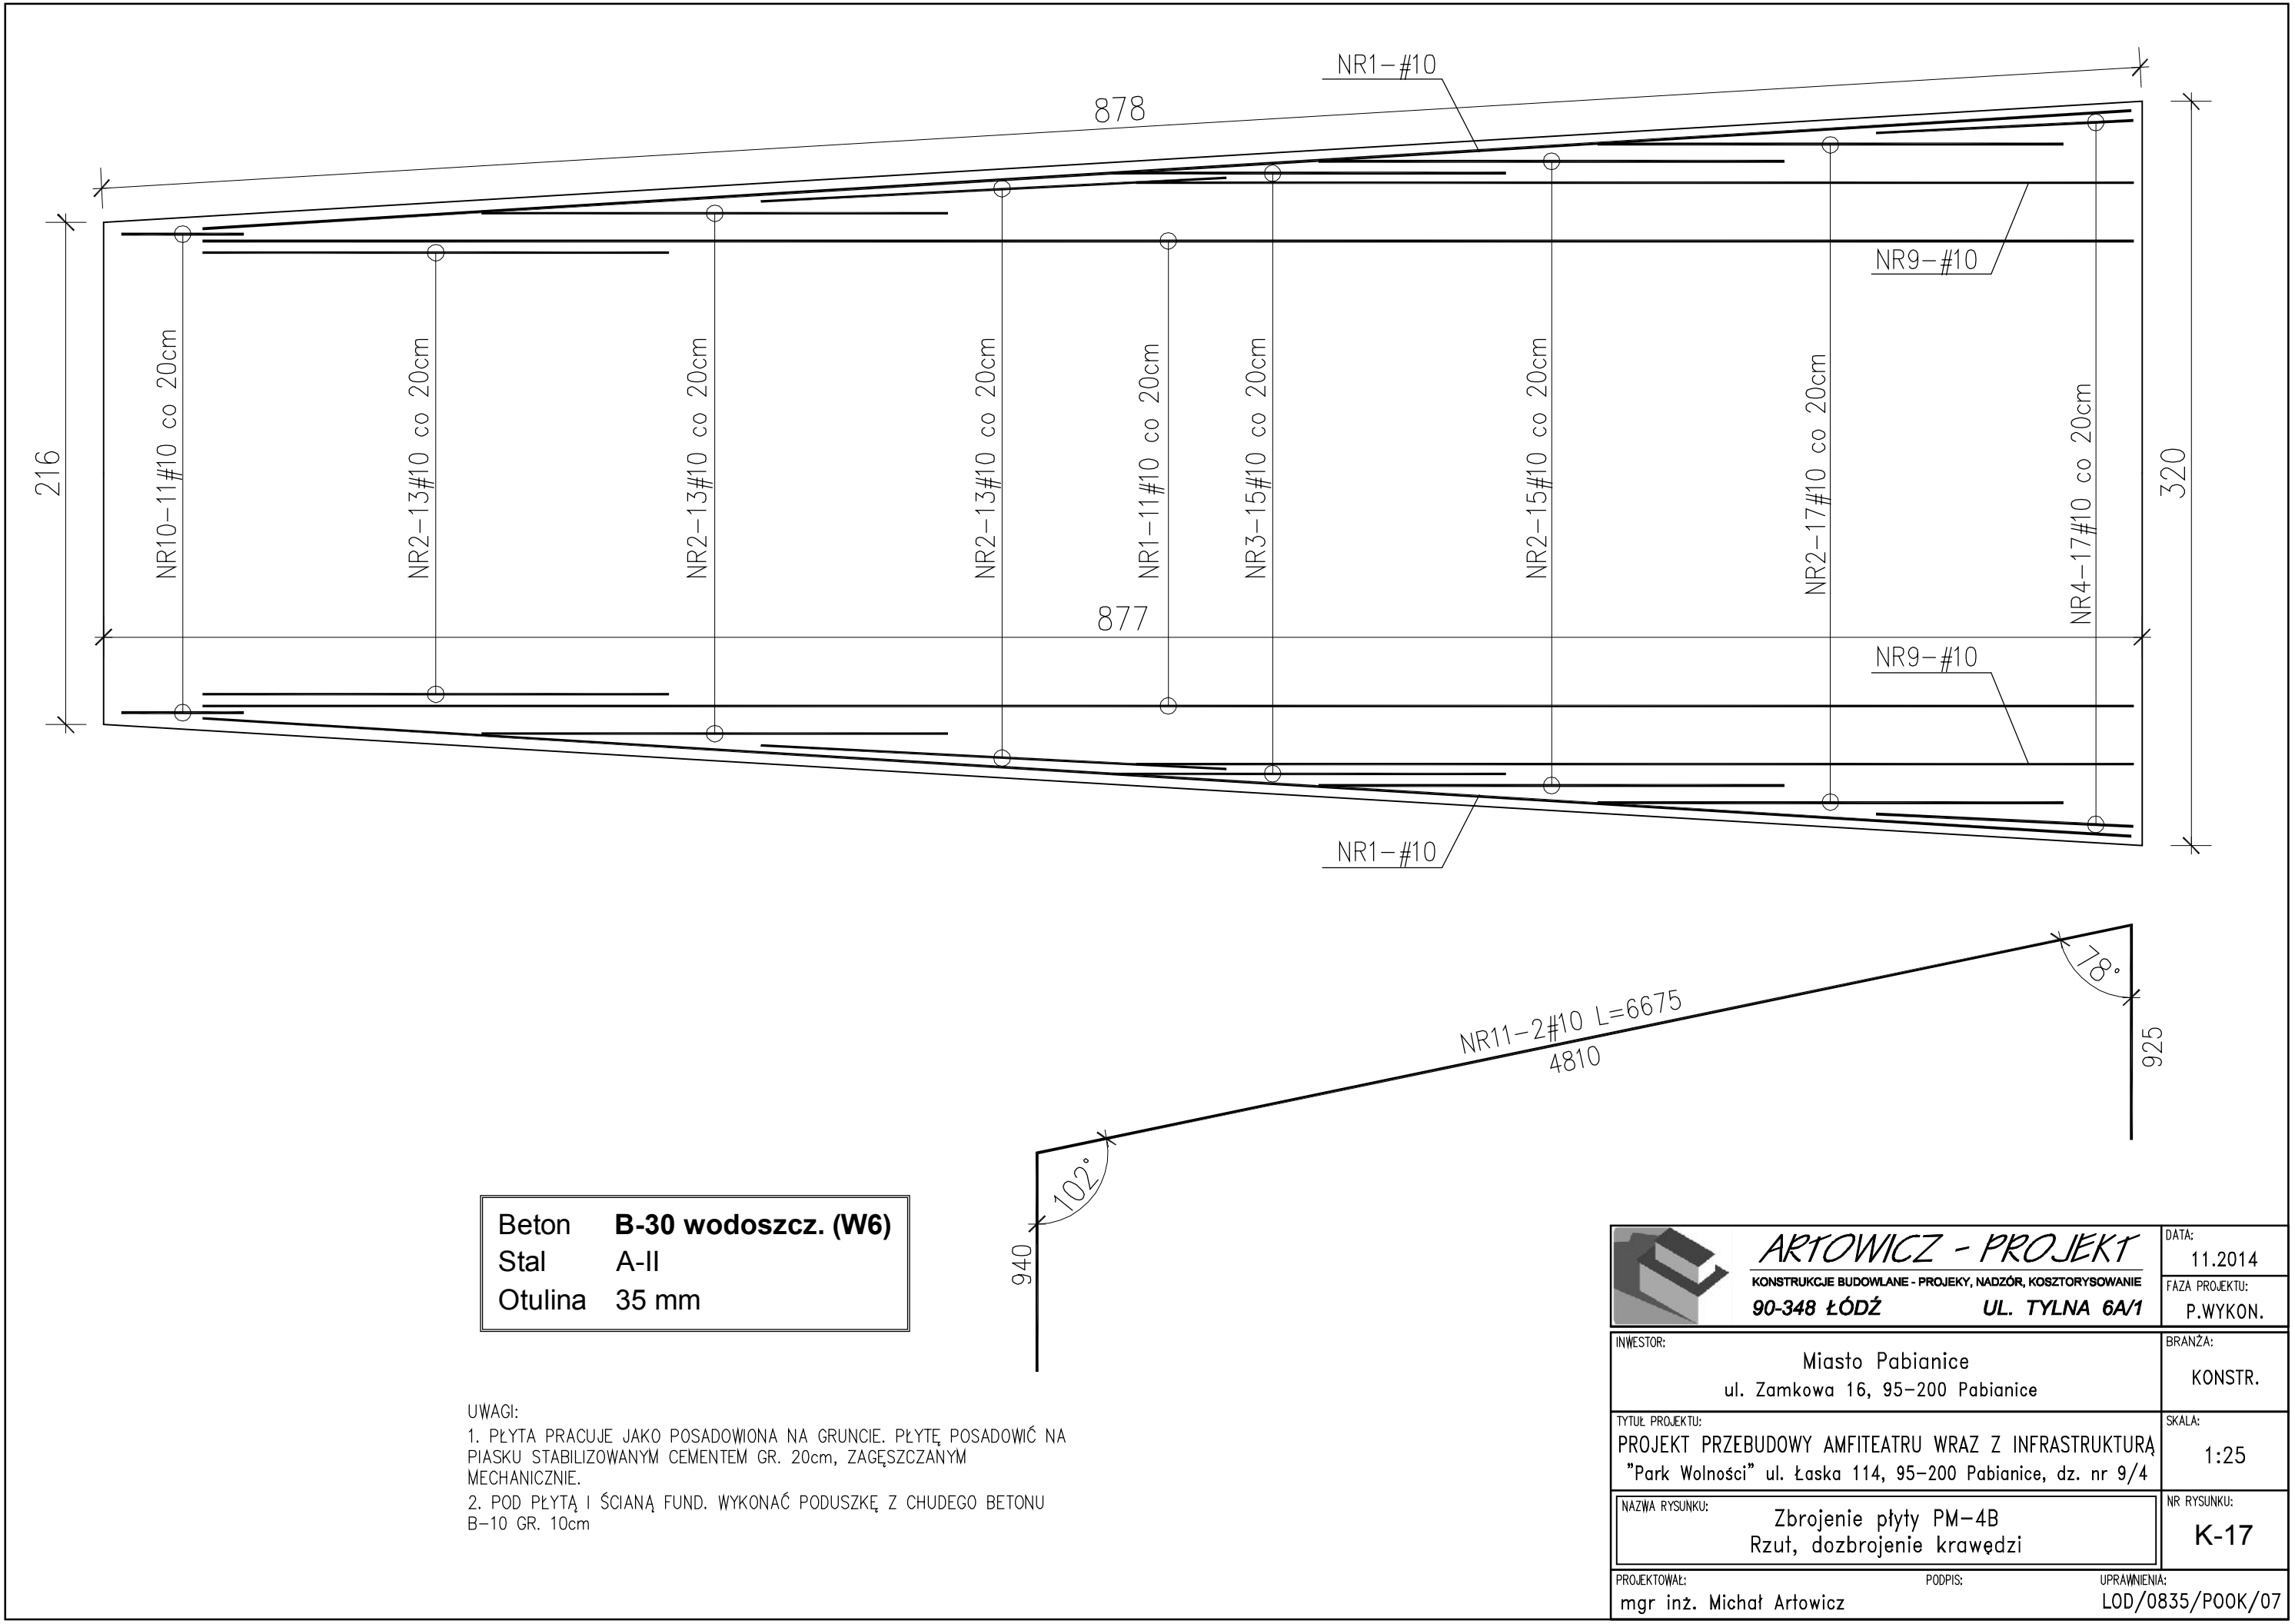 NR1-#10
878
NR9-#10
216
NR10-11#10 co 20cm
NR2-13#10 co 20cm
NR2-13#10 co 20cm
NR2-13#10 co 20cm
NR1-11#10 co 20cm
NR3-15#10 co 20cm
NR2-15#10 co 20cm
NR2-17#10 co 20cm
NR4-17#10 co 20cm
320
877
NR9-#10
NR1-#10
78°
NR11-2#10 L=6675
4810
925
102°
940
Beton B-30 wodoszcz. (W6)
Stal A-II
Otulina 35 mm
UWAGI:
1. PŁYTA PRACUJE JAKO POSADOWIONA NA GRUNCIE. PŁYTĘ POSADOWIĆ NA
PIASKU STABILIZOWANYM CEMENTEM GR. 20cm, ZAGĘSZCZANYM
MECHANICZNIE.
2. POD PŁYTĄ I ŚCIANĄ FUND. WYKONAĆ PODUSZKĘ Z CHUDEGO BETONU
B-10 GR. 10cm
ARTOWICZ - PROJEKT
KONSTRUKCJE BUDOWLANE - PROJEKY, NADZÓR, KOSZTORYSOWANIE
90-348 ŁÓDŹ UL. TYLNA 6A/1
DATA:
11.2014
FAZA PROJEKTU:
P.WYKON.
INWESTOR:
Miasto Pabianice
ul. Zamkowa 16, 95-200 Pabianice
BRANŻA:
KONSTR.
TYTUŁ PROJEKTU:
PROJEKT PRZEBUDOWY AMFITEATRU WRAZ Z INFRASTRUKTURĄ
"Park Wolności" ul. Łaska 114, 95-200 Pabianice, dz. nr 9/4
SKALA:
1:25
NAZWA RYSUNKU:
Zbrojenie płyty PM-4B
Rzut, dozbrojenie krawędzi
NR RYSUNKU:
K-17
PROJEKTOWAŁ: PODPIS: UPRAWNIENIA:
mgr inż. Michał Artowicz LOD/0835/POOK/07